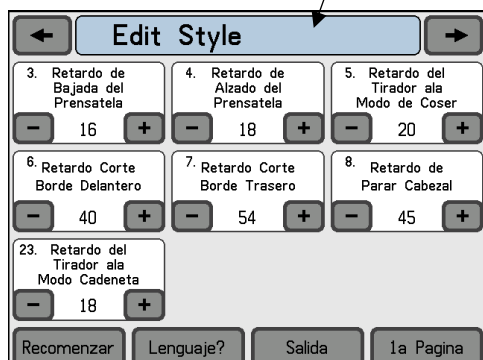 Edit Style
3. Retardo de
Bajada del
Prensatela
- 16 +
4. Retardo de
Alzado del
Prensatela
- 18 +
5. Retardo del
Tirador ala
Modo de Coser
- 20 +
6. Retardo Corte
Borde Delantero
- 40 +
7. Retardo Corte
Borde Trasero
- 54 +
8. Retardo de
Parar Cabezal
- 45 +
23. Retardo del
Tirador ala
Modo Cadeneta
- 18 +
Recomenzar Lenguaje? Salida 1a Pagina